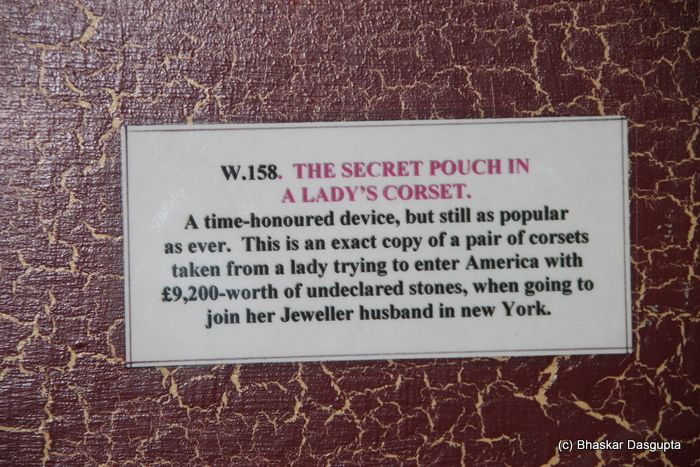 W.158. THE SECRET POUCH IN
A LADY'S CORSET.
A time-honoured device, but still as popular
as ever. This is an exact copy of a pair of corsets
taken from a lady trying to enter America with
£9,200-worth of undeclared stones, when going to
join her Jeweller husband in new York.
(c) Bhaskar Dasgupta